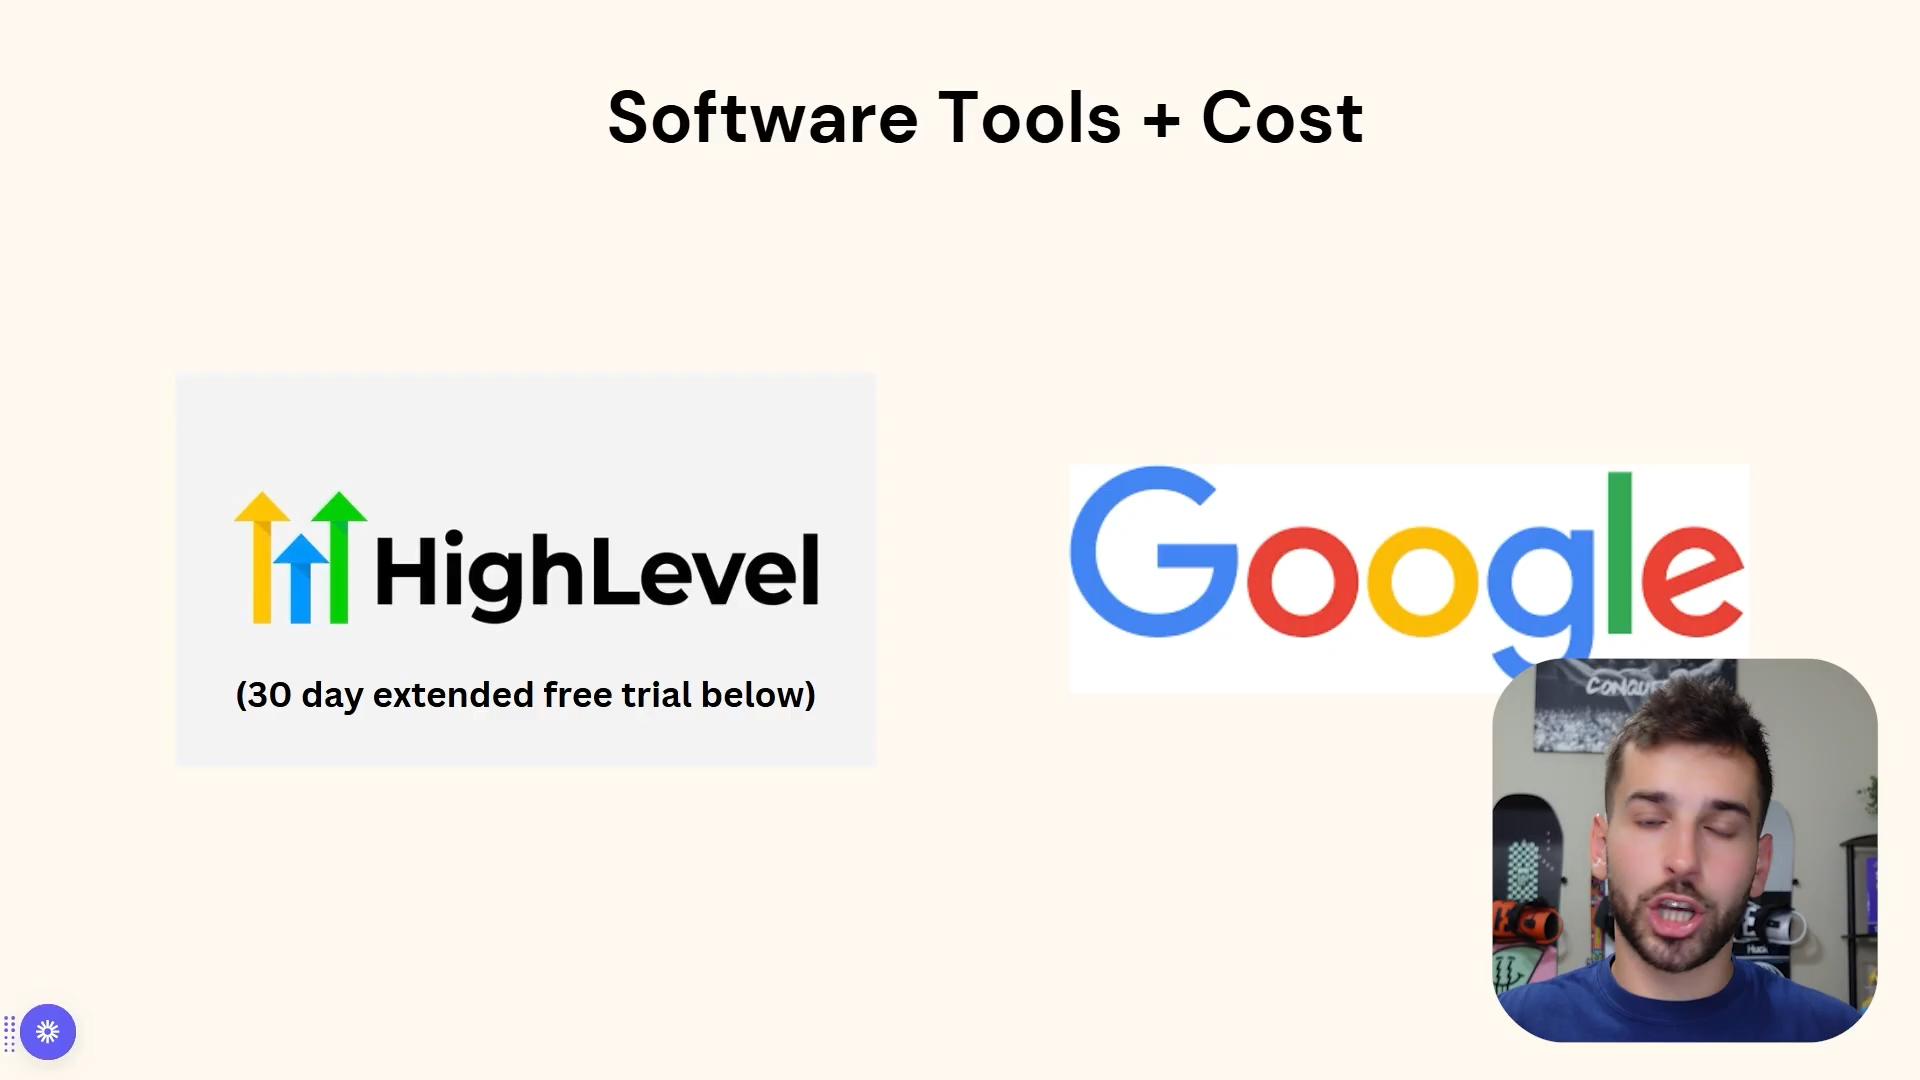 Software Tools + Cost
HighLevel
(30 day extended free trial below)
Google